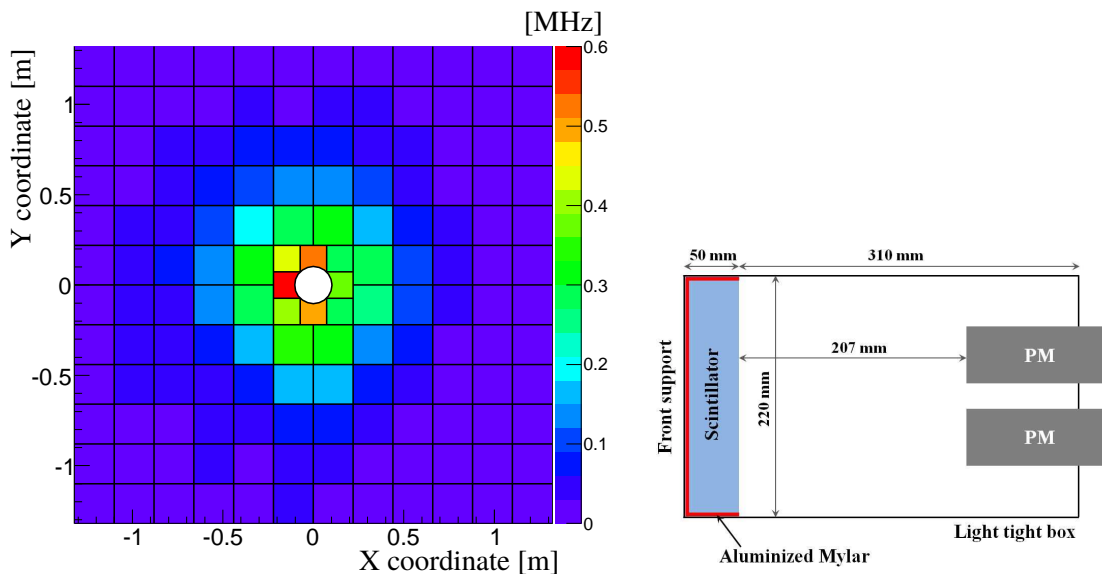 [MHz]
Y coordinate [m]
1
0.5
0
-0.5
-1
-1
-0.5
0
0.5
1
X coordinate [m]
0.6
0.5
0.4
0.3
0.2
0.1
0
50 mm
310 mm
Front support
Scintillator
220 mm
207 mm
PM
PM
Light tight box
Aluminized Mylar